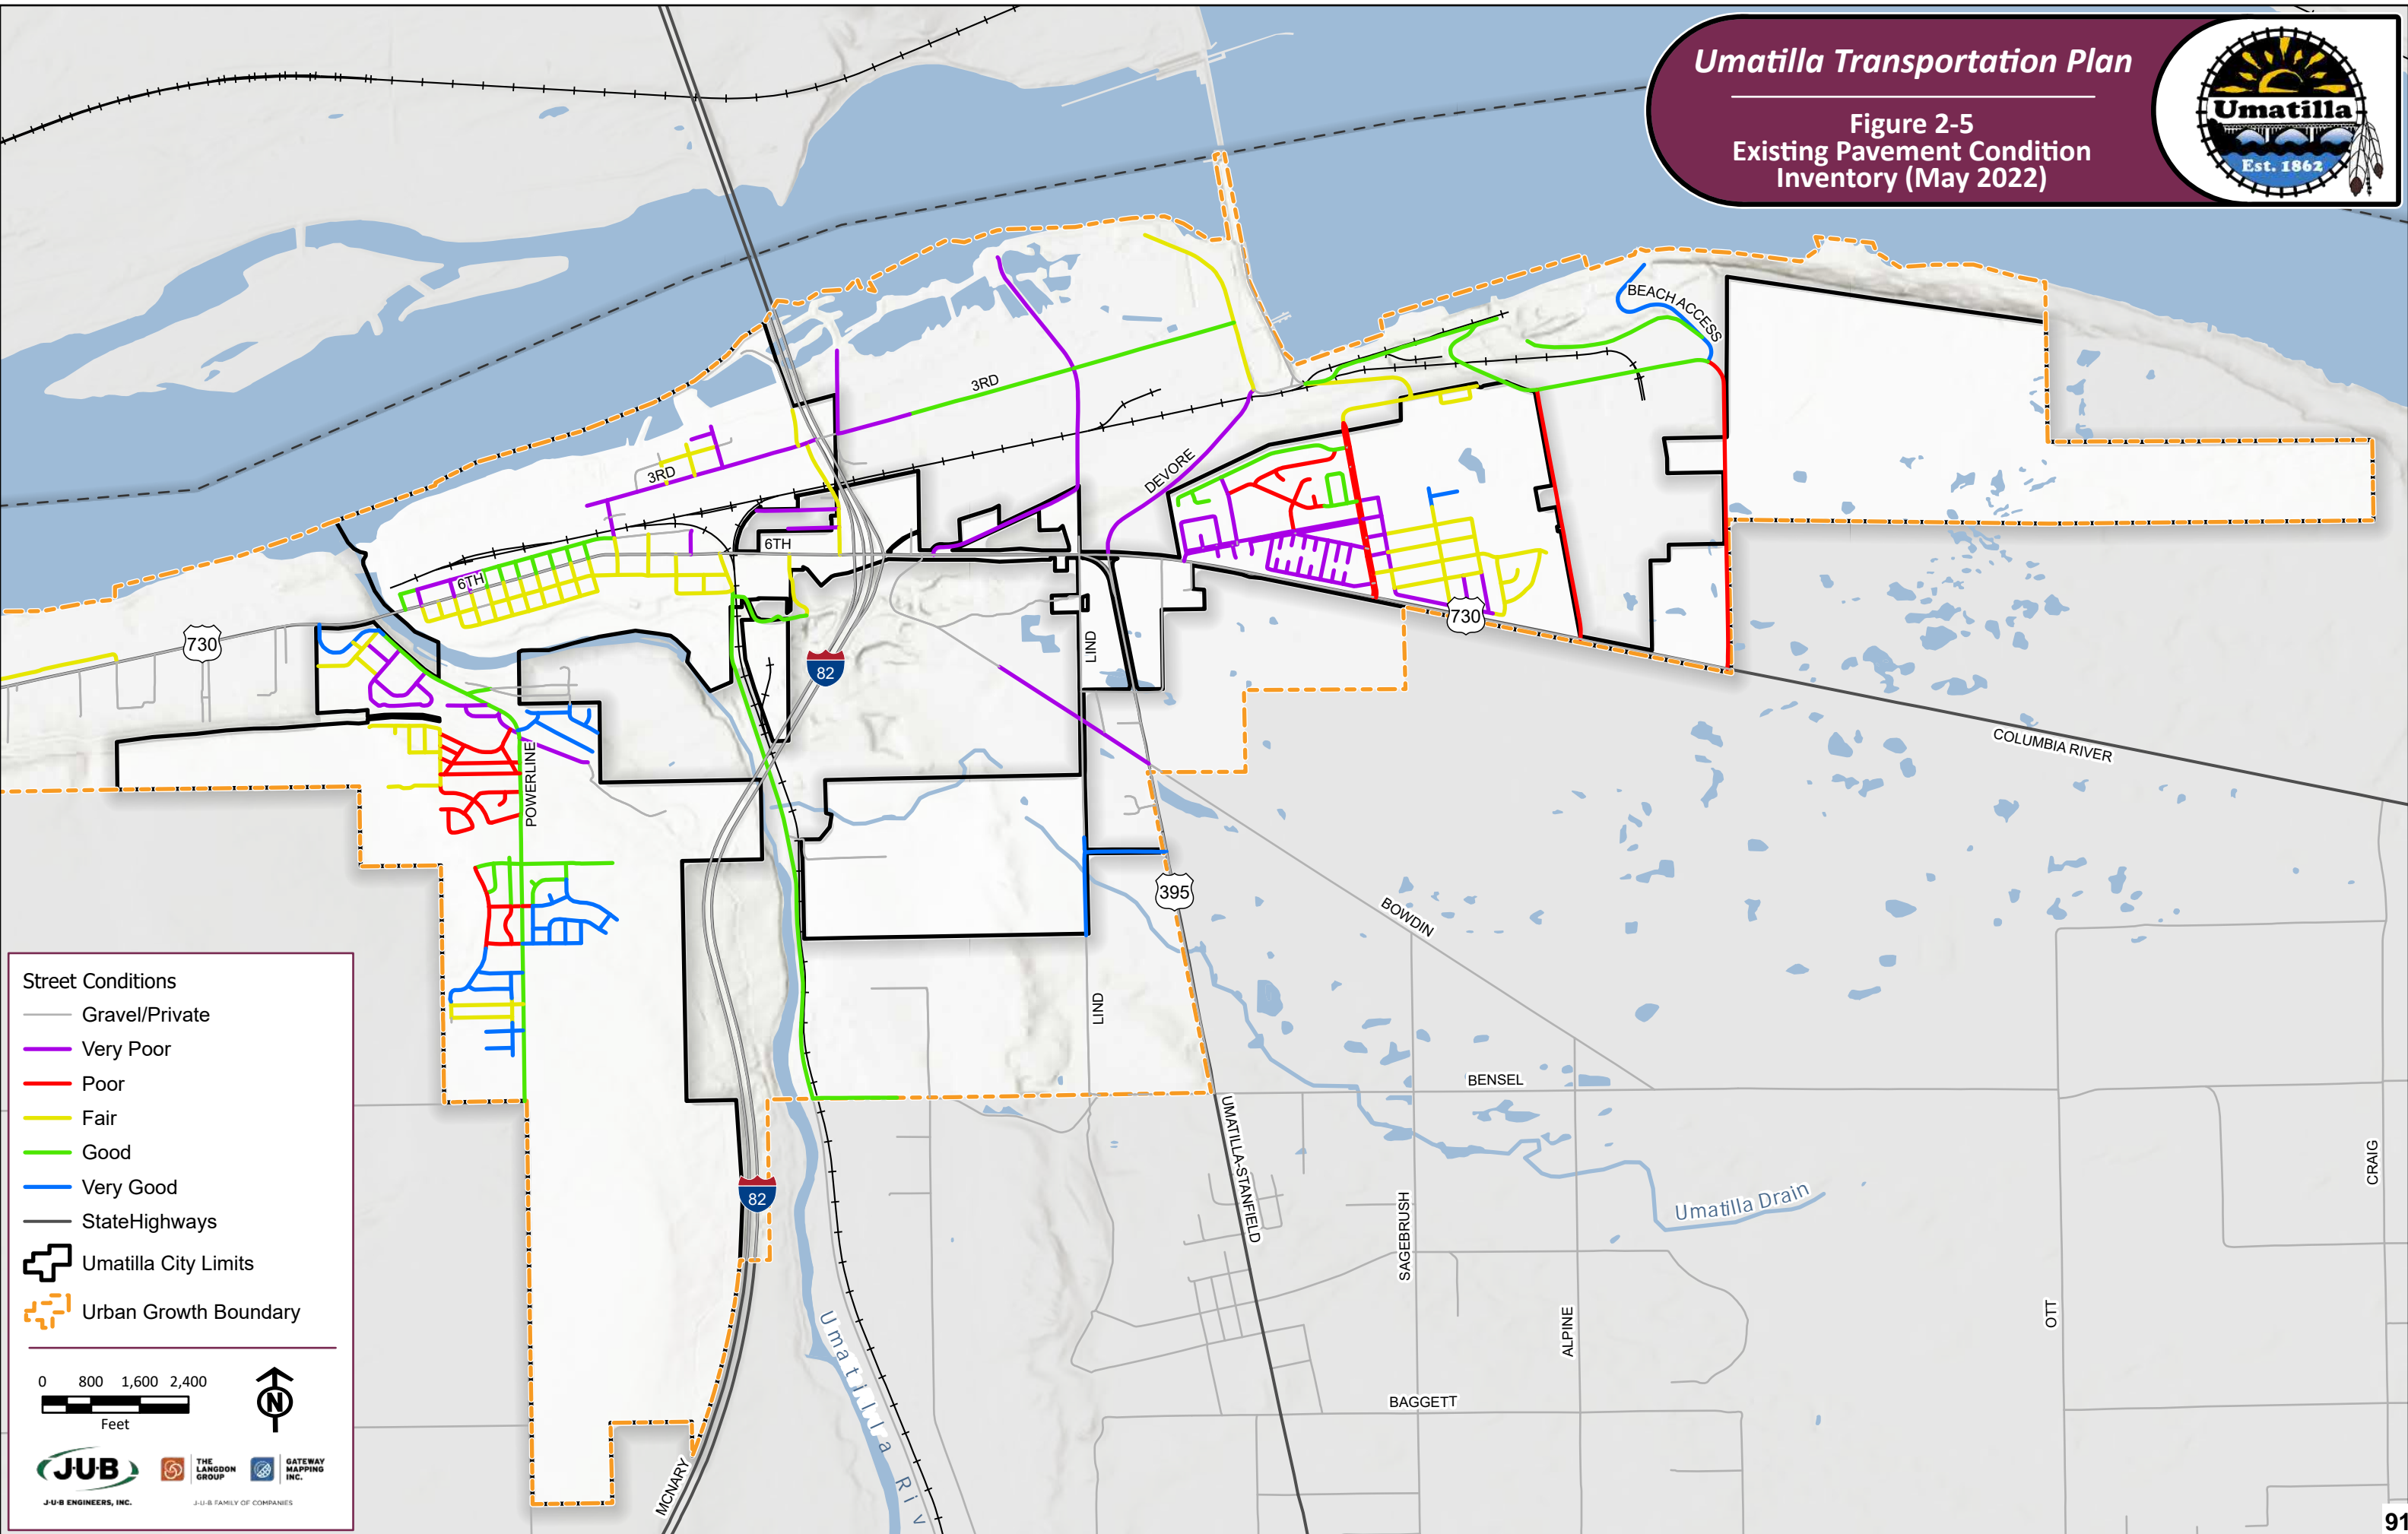 Umatilla Transportation Plan
Figure 2-5
Existing Pavement Condition
Inventory (May 2022)
Umatilla
Est. 1862
BEACH ACCESS
3RD
3RD
DEVORE
6TH
6TH
730
730
82
LIND
COLUMBIA RIVER
POWERLINE
395
BOWDIN
LIND
BENSEL
UMATILLA-STANFIELD
SAGEBRUSH
ALPINE
OTT
CRAIG
Umatilla Drain
82
BAGGETT
MCNARY
Umatilla Riv
Street Conditions
Gravel/Private
Very Poor
Poor
Fair
Good
Very Good
StateHighways
Umatilla City Limits
Urban Growth Boundary
0 800 1,600 2,400
Feet
N
J·U·B
J·U·B ENGINEERS, INC.
THE
LANGDON
GROUP
GATEWAY
MAPPING
INC.
J·U·B FAMILY OF COMPANIES
91